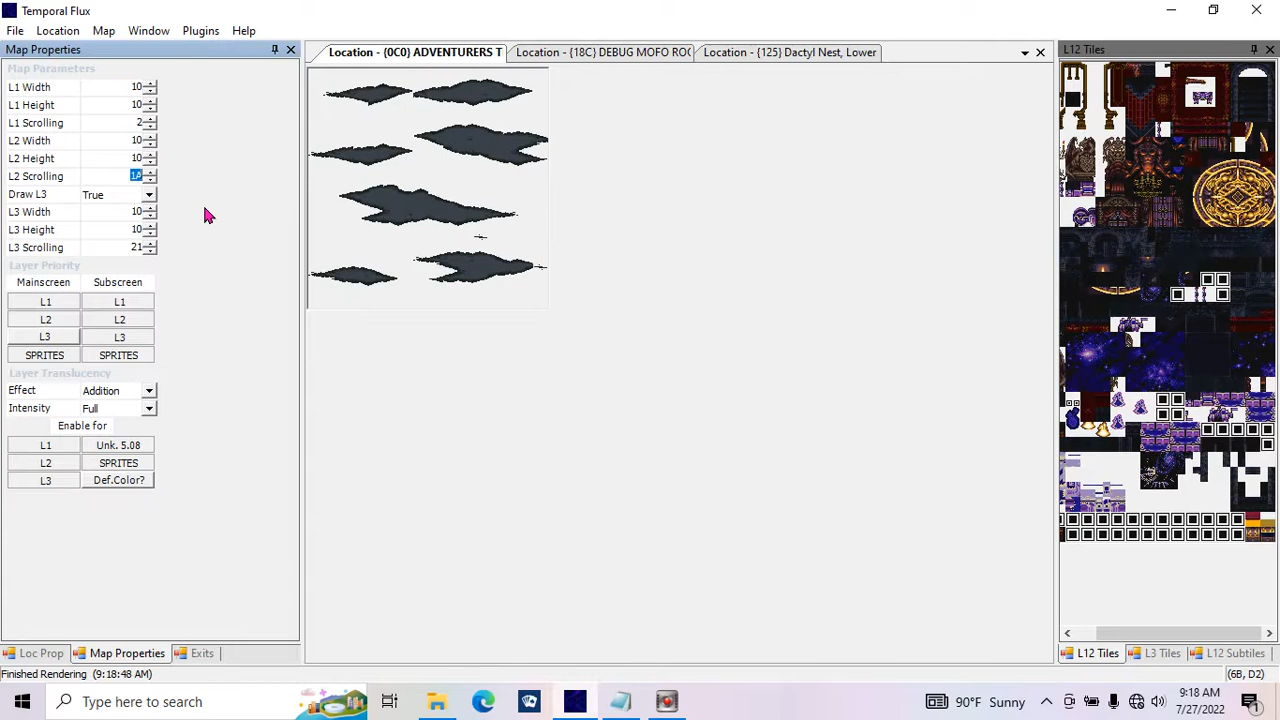 Temporal Flux
File Location Map Window Plugins Help
Map Properties
Location - {0C0} ADVENTURERS T
Location - {18C} DEBUG MOFO ROO
Location - {125} Dactyl Nest, Lower
L12 Tiles
Map Parameters
L1 Width 10
L1 Height 10
L1 Scrolling 2
L2 Width 10
L2 Height 10
L2 Scrolling 1A
Draw L3 True
L3 Width 10
L3 Height 10
L3 Scrolling 21
Layer Priority
Mainscreen Subscreen
L1 L1
L2 L2
L3 L3
SPRITES SPRITES
Layer Translucency
Effect Addition
Intensity Full
Enable for
L1 Unk. 5.08
L2 SPRITES
L3 Def.Color?
Loc Prop Map Properties Exits
L12 Tiles L3 Tiles L12 Subtiles
Finished Rendering (9:18:48 AM)
(6B, D2)
Type here to search
90°F Sunny
9:18 AM
7/27/2022
1